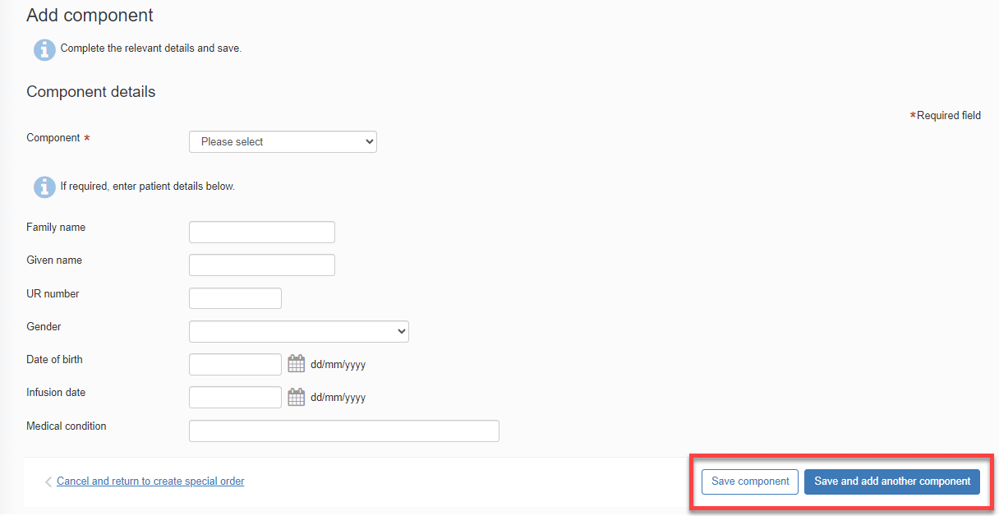 Add component
Complete the relevant details and save.
Component details
*Required field
Component *
Please select
If required, enter patient details below.
Family name
Given name
UR number
Gender
Date of birth
dd/mm/yyyy
Infusion date
dd/mm/yyyy
Medical condition
Cancel and return to create special order
Save component
Save and add another component